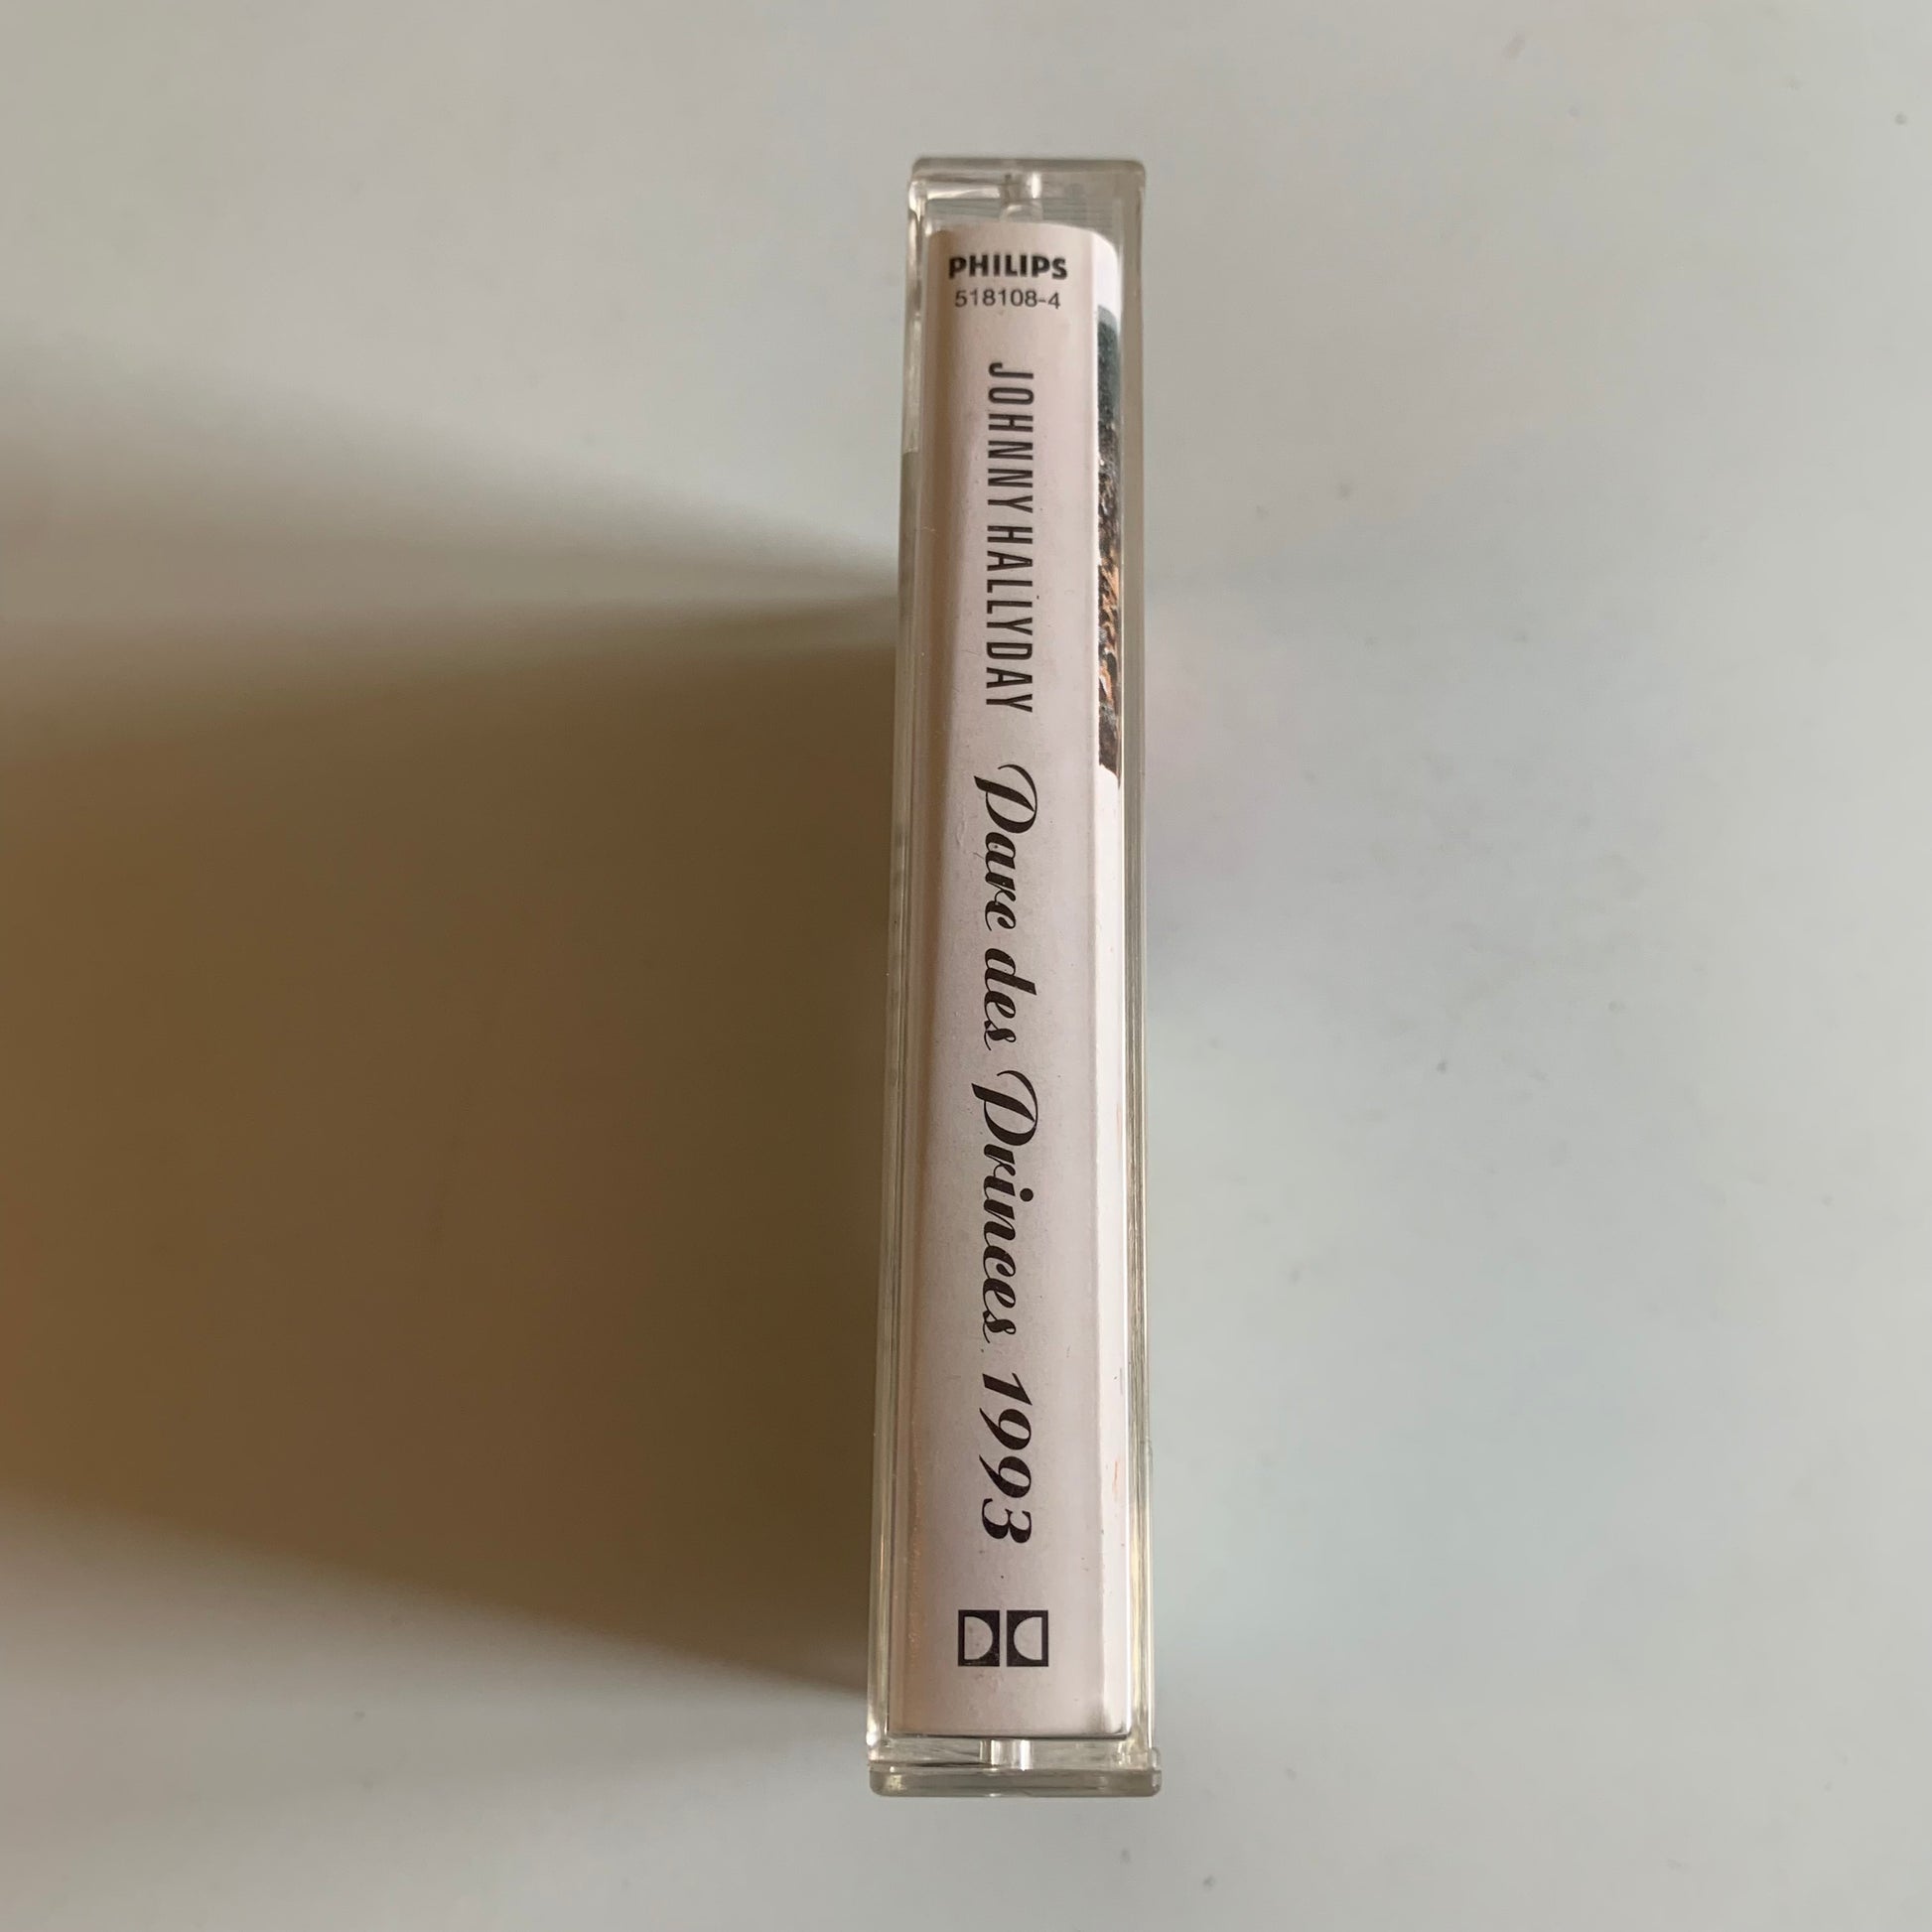 PHILIPS
518108-4
JOHNNY HALLYDAY Parc des Princes 1993